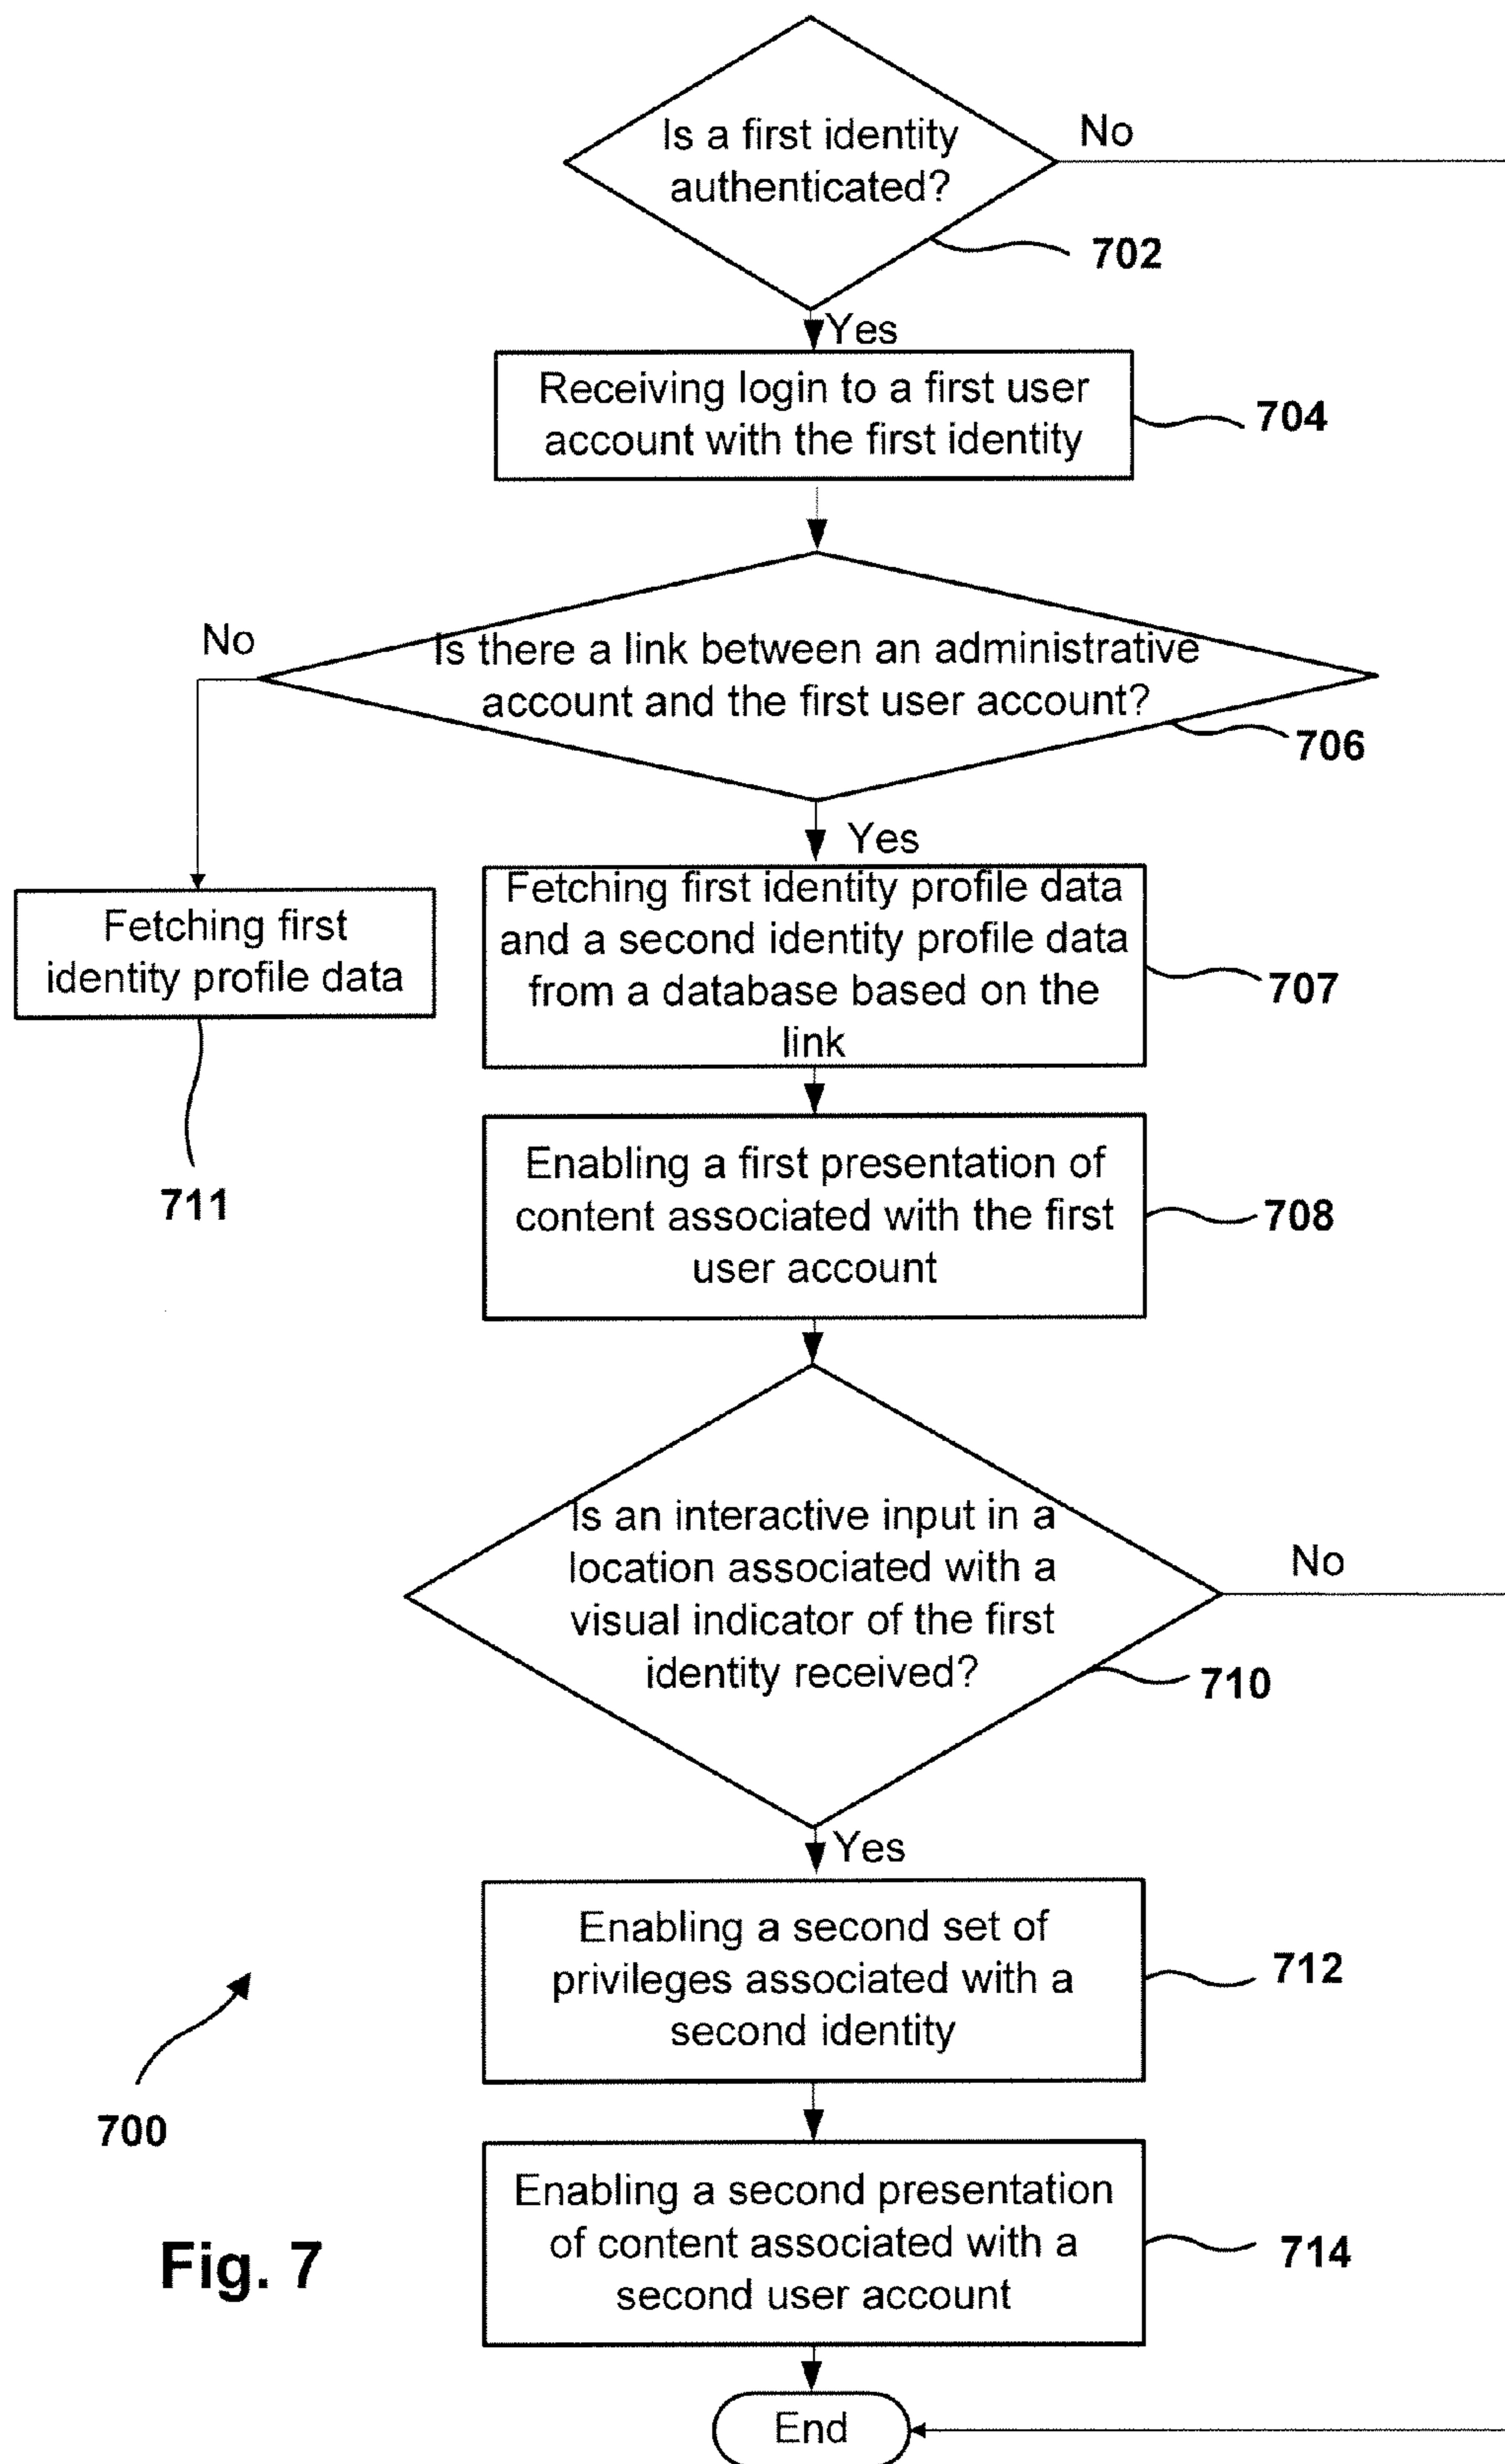 Is a first identity
authenticated?
No
702
Yes
Receiving login to a first user
account with the first identity
704
No
Is there a link between an administrative
account and the first user account?
706
Yes
Fetching first
identity profile data
711
Fetching first identity profile data
and a second identity profile data
from a database based on the
link
707
Enabling a first presentation of
content associated with the first
user account
708
Is an interactive input in a
location associated with a
visual indicator of the first
identity received?
No
710
Yes
Enabling a second set of
privileges associated with a
second identity
712
700
Enabling a second presentation
of content associated with a
second user account
714
Fig. 7
End